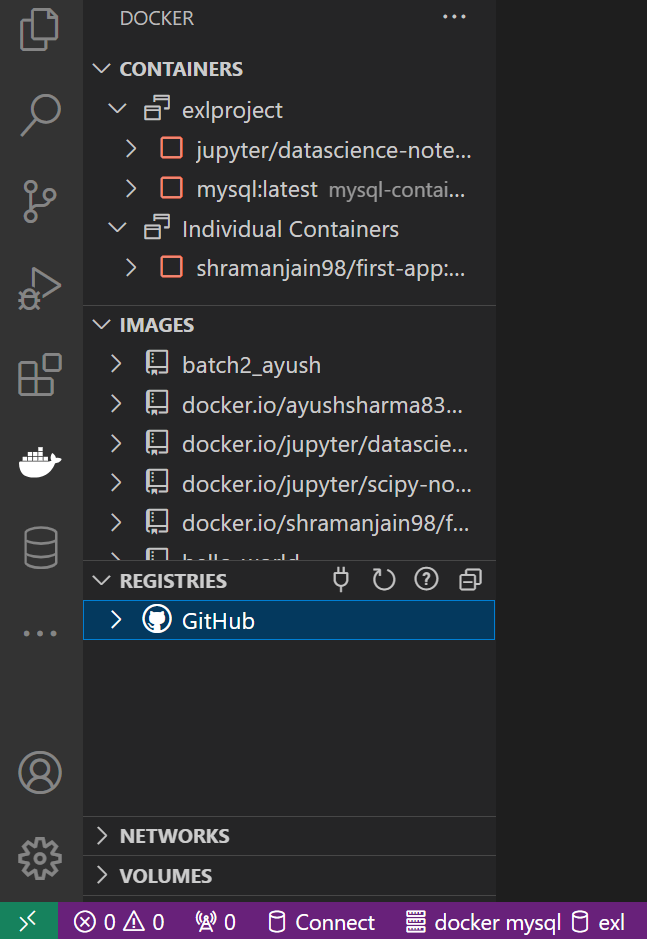 DOCKER
CONTAINERS
exlproject
jupyter/datascience-note...
mysql:latest mysql-contai...
Individual Containers
shramanjain98/first-app:...
IMAGES
batch2_ayush
docker.io/ayushsharma83...
docker.io/jupyter/datascie...
docker.io/jupyter/scipy-no...
docker.io/shramanjain98/f...
REGISTRIES
GitHub
NETWORKS
VOLUMES
0 0 0 Connect docker mysql exl